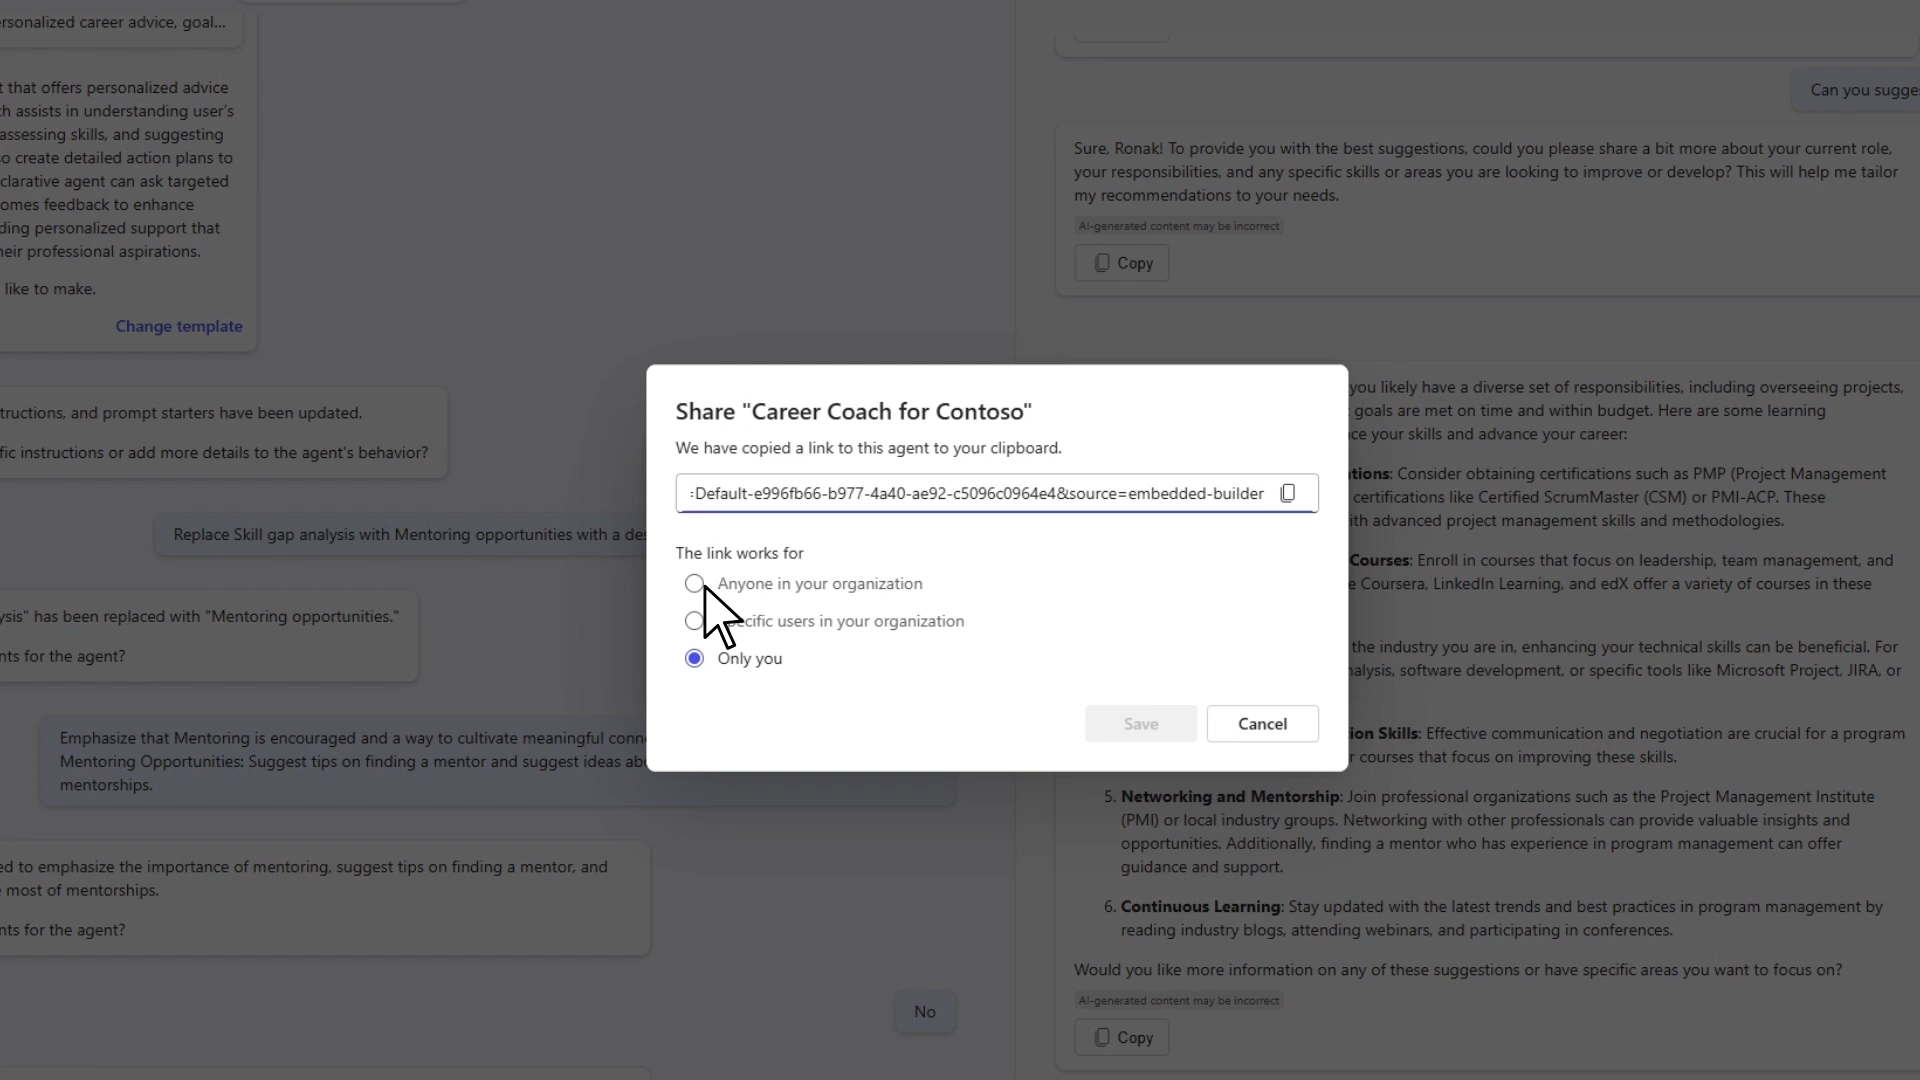 ersonalized career advice, goal...
t that offers personalized advice
ch assists in understanding user's
assessing skills, and suggesting
so create detailed action plans to
clarative agent can ask targeted
omes feedback to enhance
ding personalized support that
heir professional aspirations.
like to make.
Change template
tructions, and prompt starters have been updated.
fic instructions or add more details to the agent's behavior?
Replace Skill gap analysis with Mentoring opportunities with a des
ysis" has been replaced with "Mentoring opportunities."
nts for the agent?
Emphasize that Mentoring is encouraged and a way to cultivate meaningful conne
Mentoring Opportunities: Suggest tips on finding a mentor and suggest ideas abo
mentorships.
ed to emphasize the importance of mentoring, suggest tips on finding a mentor, and
e most of mentorships.
nts for the agent?
No
Share "Career Coach for Contoso"
We have copied a link to this agent to your clipboard.
:Default-e996fb66-b977-4a40-ae92-c5096c0964e4&source=embedded-builder
The link works for
Anyone in your organization
ecific users in your organization
Only you
Save
Cancel
Can you sugges
Sure, Ronak! To provide you with the best suggestions, could you please share a bit more about your current role,
your responsibilities, and any specific skills or areas you are looking to improve or develop? This will help me tailor
my recommendations to your needs.
AI-generated content may be incorrect
Copy
you likely have a diverse set of responsibilities, including overseeing projects,
goals are met on time and within budget. Here are some learning
ce your skills and advance your career:
tions: Consider obtaining certifications such as PMP (Project Management
certifications like Certified ScrumMaster (CSM) or PMI-ACP. These
ith advanced project management skills and methodologies.
Courses: Enroll in courses that focus on leadership, team management, and
e Coursera, LinkedIn Learning, and edX offer a variety of courses in these
the industry you are in, enhancing your technical skills can be beneficial. For
nalysis, software development, or specific tools like Microsoft Project, JIRA, or
ion Skills: Effective communication and negotiation are crucial for a program
r courses that focus on improving these skills.
5. Networking and Mentorship: Join professional organizations such as the Project Management Institute
(PMI) or local industry groups. Networking with other professionals can provide valuable insights and
opportunities. Additionally, finding a mentor who has experience in program management can offer
guidance and support.
6. Continuous Learning: Stay updated with the latest trends and best practices in program management by
reading industry blogs, attending webinars, and participating in conferences.
Would you like more information on any of these suggestions or have specific areas you want to focus on?
AI-generated content may be incorrect
Copy